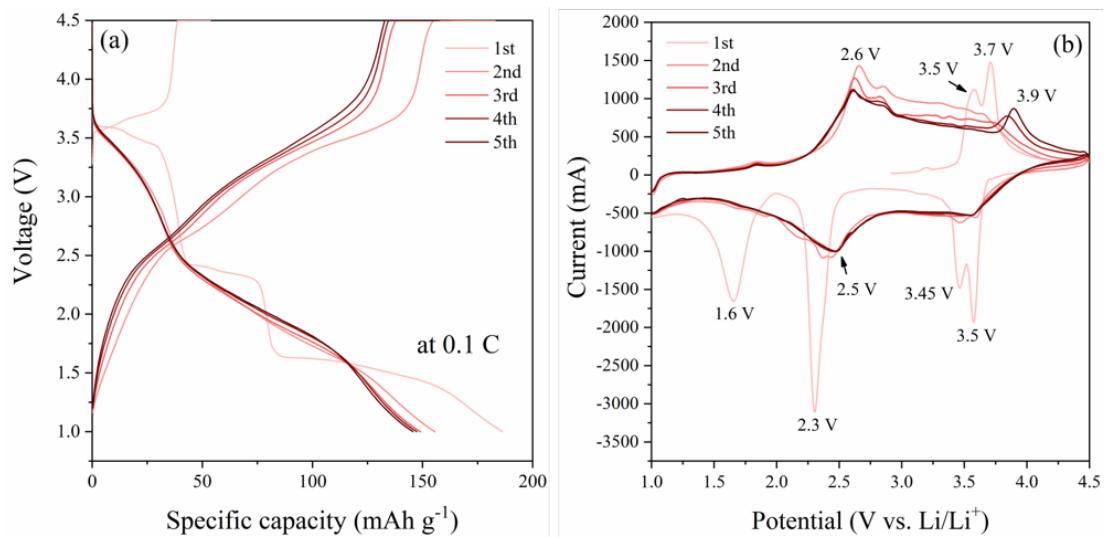 (a)
1st
2nd
3rd
4th
5th
at 0.1 C
Voltage (V)
4.5
4.0
3.5
3.0
2.5
2.0
1.5
1.0
0
50
100
150
200
Specific capacity (mAh g⁻¹)
(b)
1st
2nd
3rd
4th
5th
2.6 V
3.5 V
3.7 V
3.9 V
1.6 V
2.3 V
2.5 V
3.45 V
3.5 V
Current (mA)
2000
1500
1000
500
0
-500
-1000
-1500
-2000
-2500
-3000
-3500
1.0
1.5
2.0
2.5
3.0
3.5
4.0
4.5
Potential (V vs. Li/Li⁺)